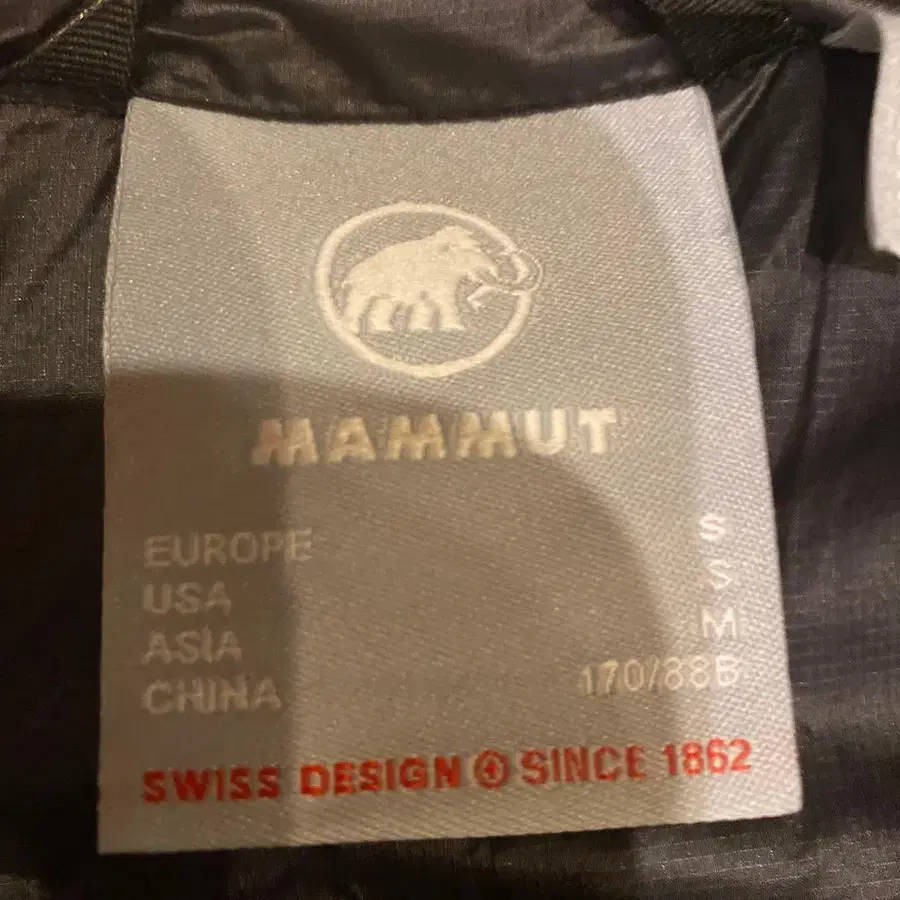 MAMMUT
EUROPE S
USA S
ASIA M
CHINA 170/88B
SWISS DESIGN SINCE 1862